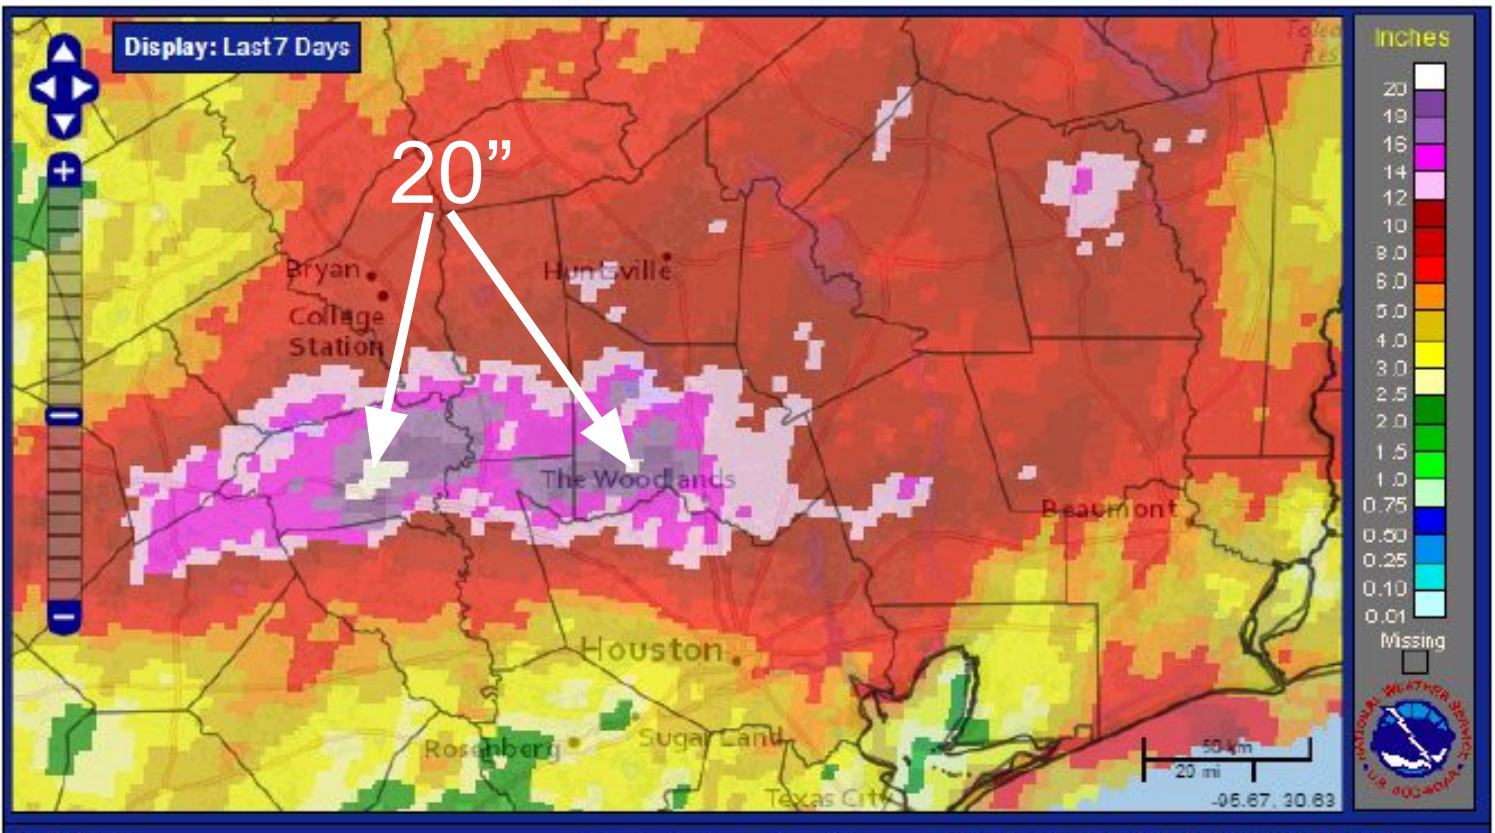 Display: Last 7 Days
20”
Bryan
College
Station
Huntsville
The Woodlands
Beaumont
Houston
Rosenberg
Sugar Land
Texas City
50 km
20 mi
-95.67, 30.63
Inches
20
19
16
16
14
12
10
8.0
6.0
5.0
4.0
3.0
2.5
2.0
1.5
1.0
0.75
0.50
0.25
0.10
0.01
Missing
NATIONAL WEATHER SERVICE